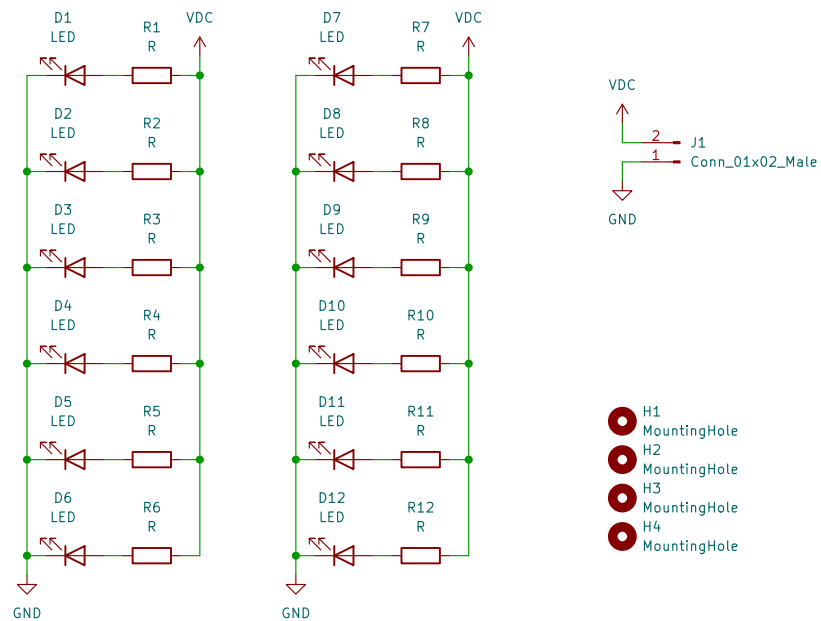 D1
LED
R1
R
VDC
D2
LED
R2
R
D3
LED
R3
R
D4
LED
R4
R
D5
LED
R5
R
D6
LED
R6
R
GND
D7
LED
R7
R
VDC
D8
LED
R8
R
D9
LED
R9
R
D10
LED
R10
R
D11
LED
R11
R
D12
LED
R12
R
GND
VDC
2
J1
1
Conn_01x02_Male
GND
H1
MountingHole
H2
MountingHole
H3
MountingHole
H4
MountingHole